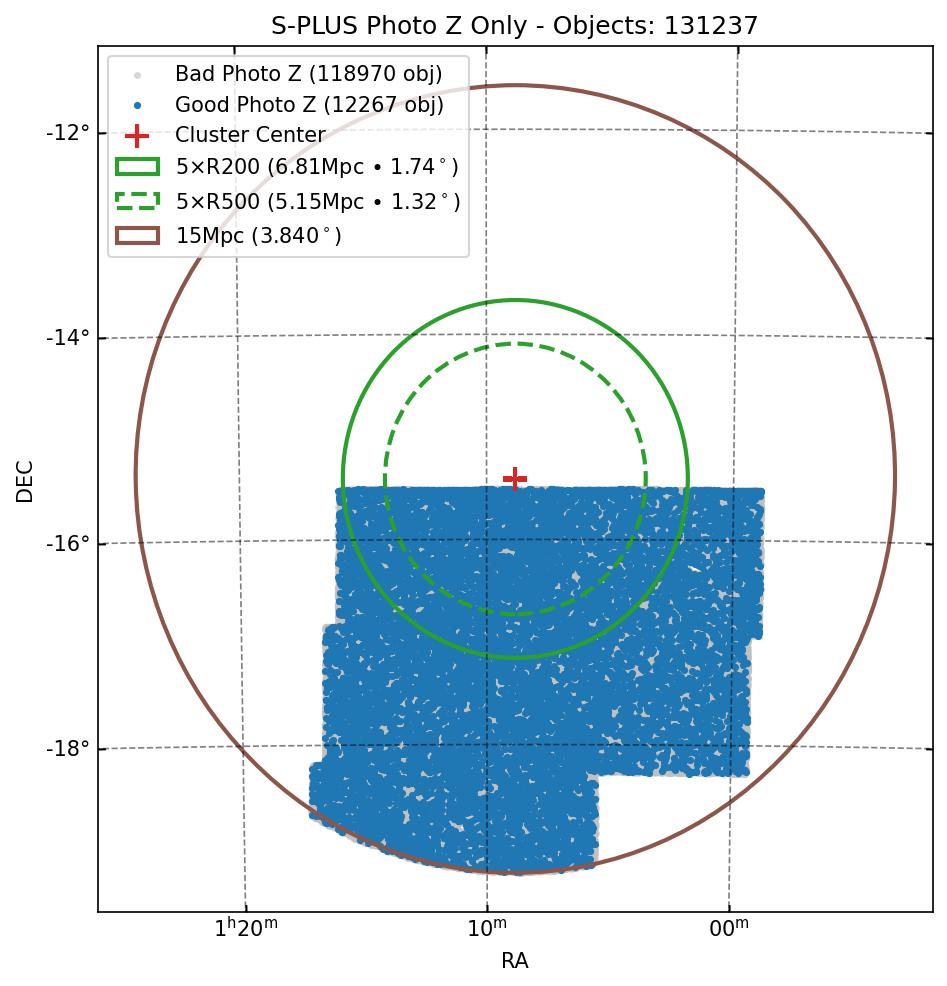 S-PLUS Photo Z Only - Objects: 131237
Bad Photo Z (118970 obj)
Good Photo Z (12267 obj)
Cluster Center
5×R200 (6.81Mpc • 1.74°)
5×R500 (5.15Mpc • 1.32°)
15Mpc (3.840°)
-12°
-14°
-16°
-18°
DEC
1ʰ20ᵐ 10ᵐ 00ᵐ
RA